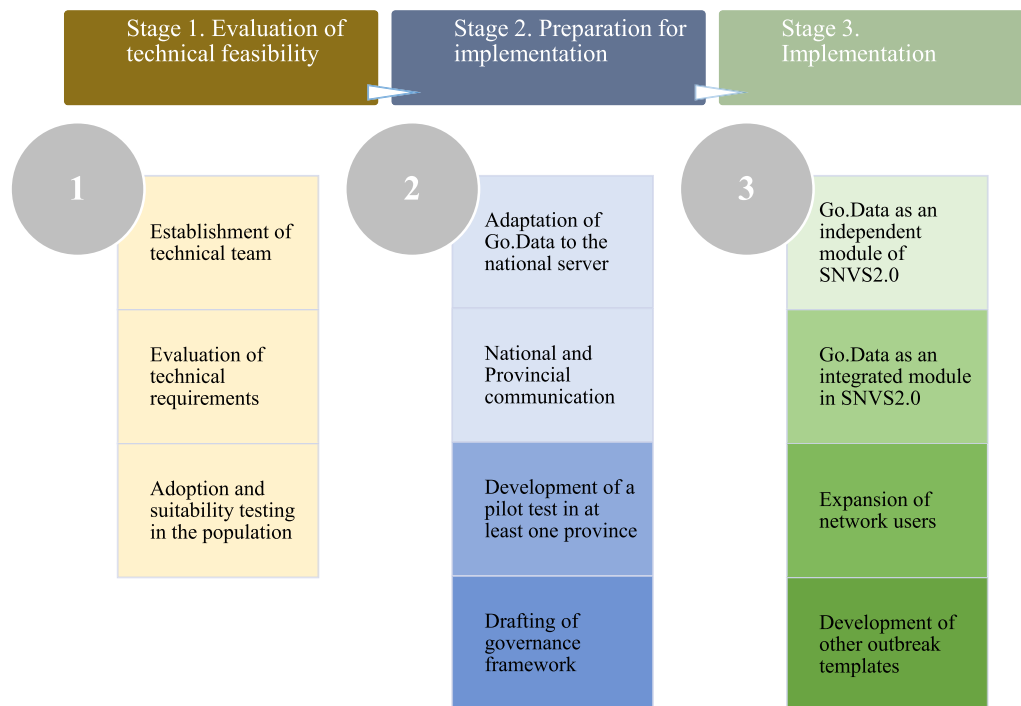 Stage 1. Evaluation of
technical feasibility
Stage 2. Preparation for
implementation
Stage 3.
Implementation
1
Establishment of
technical team
Evaluation of
technical
requirements
Adoption and
suitability testing
in the population
2
Adaptation of
Go.Data to the
national server
National and
Provincial
communication
Development of a
pilot test in at
least one province
Drafting of
governance
framework
3
Go.Data as an
independent
module of
SNVS2.0
Go.Data as an
integrated module
in SNVS2.0
Expansion of
network users
Development of
other outbreak
templates